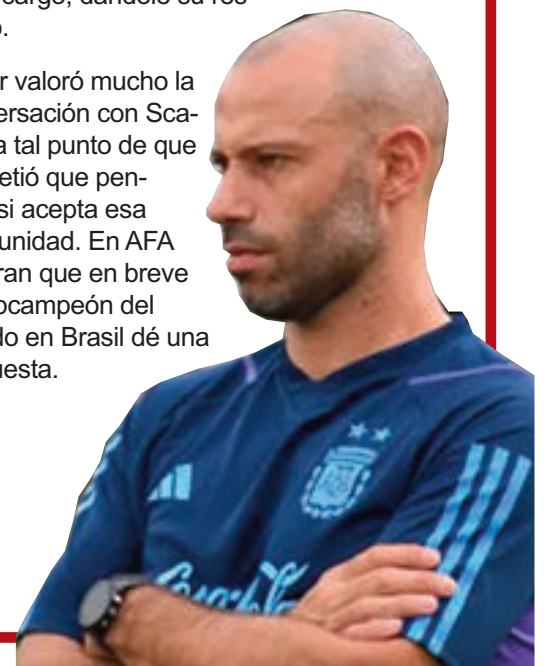 cargo, dándole su res
o.
r valoró mucho la
ersación con Sca-
a tal punto de que
etió que pen-
si acepta esa
unidad. En AFA
ran que en breve
ocampeón del
do en Brasil dé una
uesta.